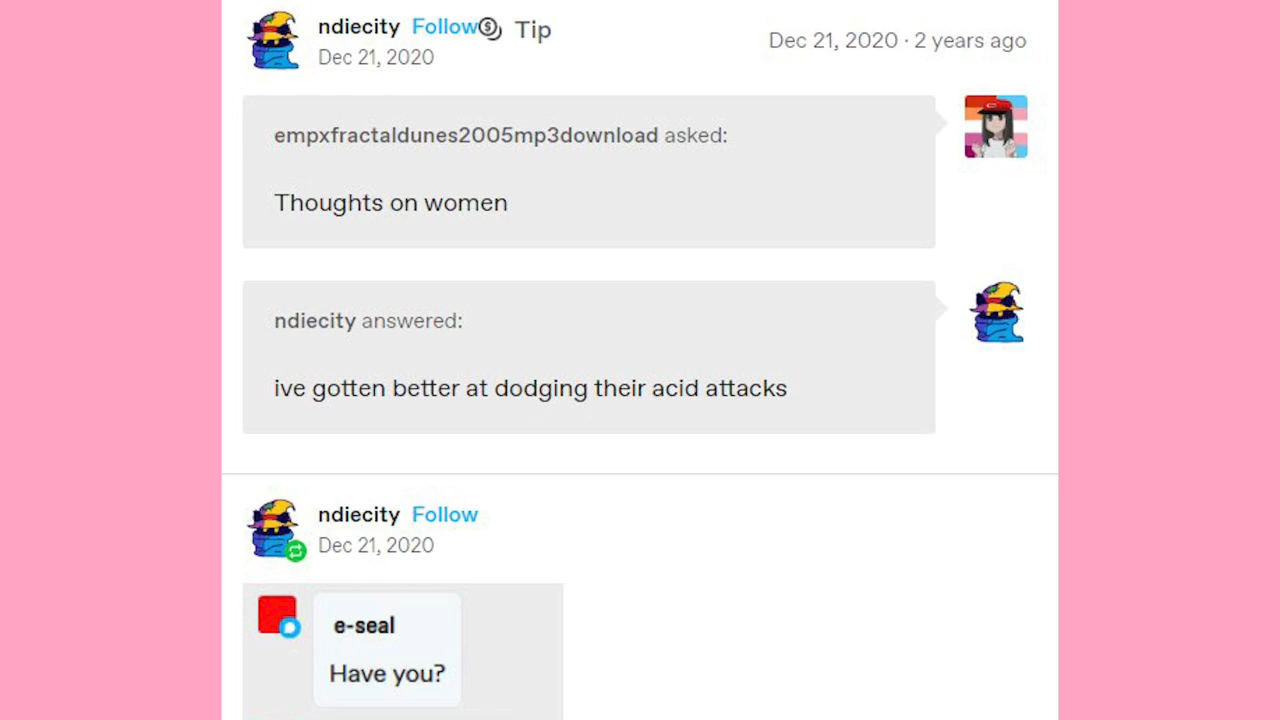 ndiecity Follow Tip
Dec 21, 2020
Dec 21, 2020 · 2 years ago
empxfractaldunes2005mp3download asked:
Thoughts on women
ndiecity answered:
ive gotten better at dodging their acid attacks
ndiecity Follow
Dec 21, 2020
e-seal
Have you?